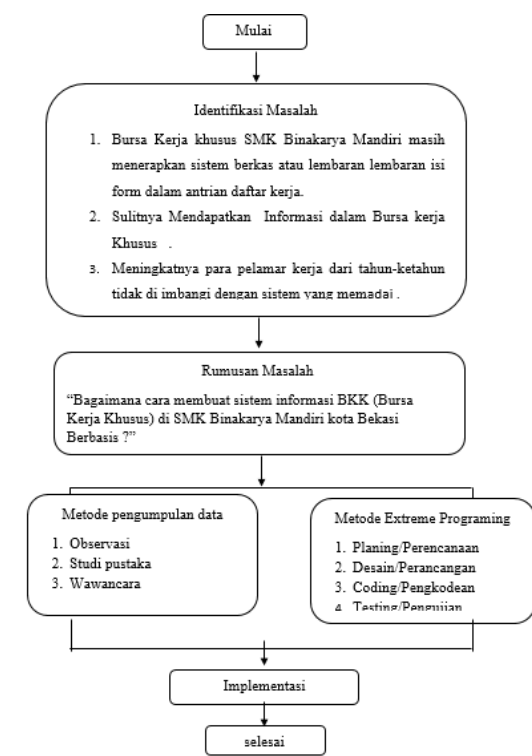 Mulai
Identifikasi Masalah
1. Bursa Kerja khusus SMK Binakarya Mandiri masih
menerapkan sistem berkas atau lembaran lembaran isi
form dalam antrian daftar kerja.
2. Sulitnya Mendapatkan Informasi dalam Bursa kerja
Khusus .
3. Meningkatnya para pelamar kerja dari tahun-ketahun
tidak di imbangi dengan sistem yang memadai .
Rumusan Masalah
“Bagaimana cara membuat sistem informasi BKK (Bursa
Kerja Khusus) di SMK Binakarya Mandiri kota Bekasi
Berbasis ?”
Metode pengumpulan data
1. Observasi
2. Studi pustaka
3. Wawancara
Metode Extreme Programing
1. Planing/Perencanaan
2. Desain/Perancangan
3. Coding/Pengkodean
4. Testing/Pengujian
Implementasi
selesai